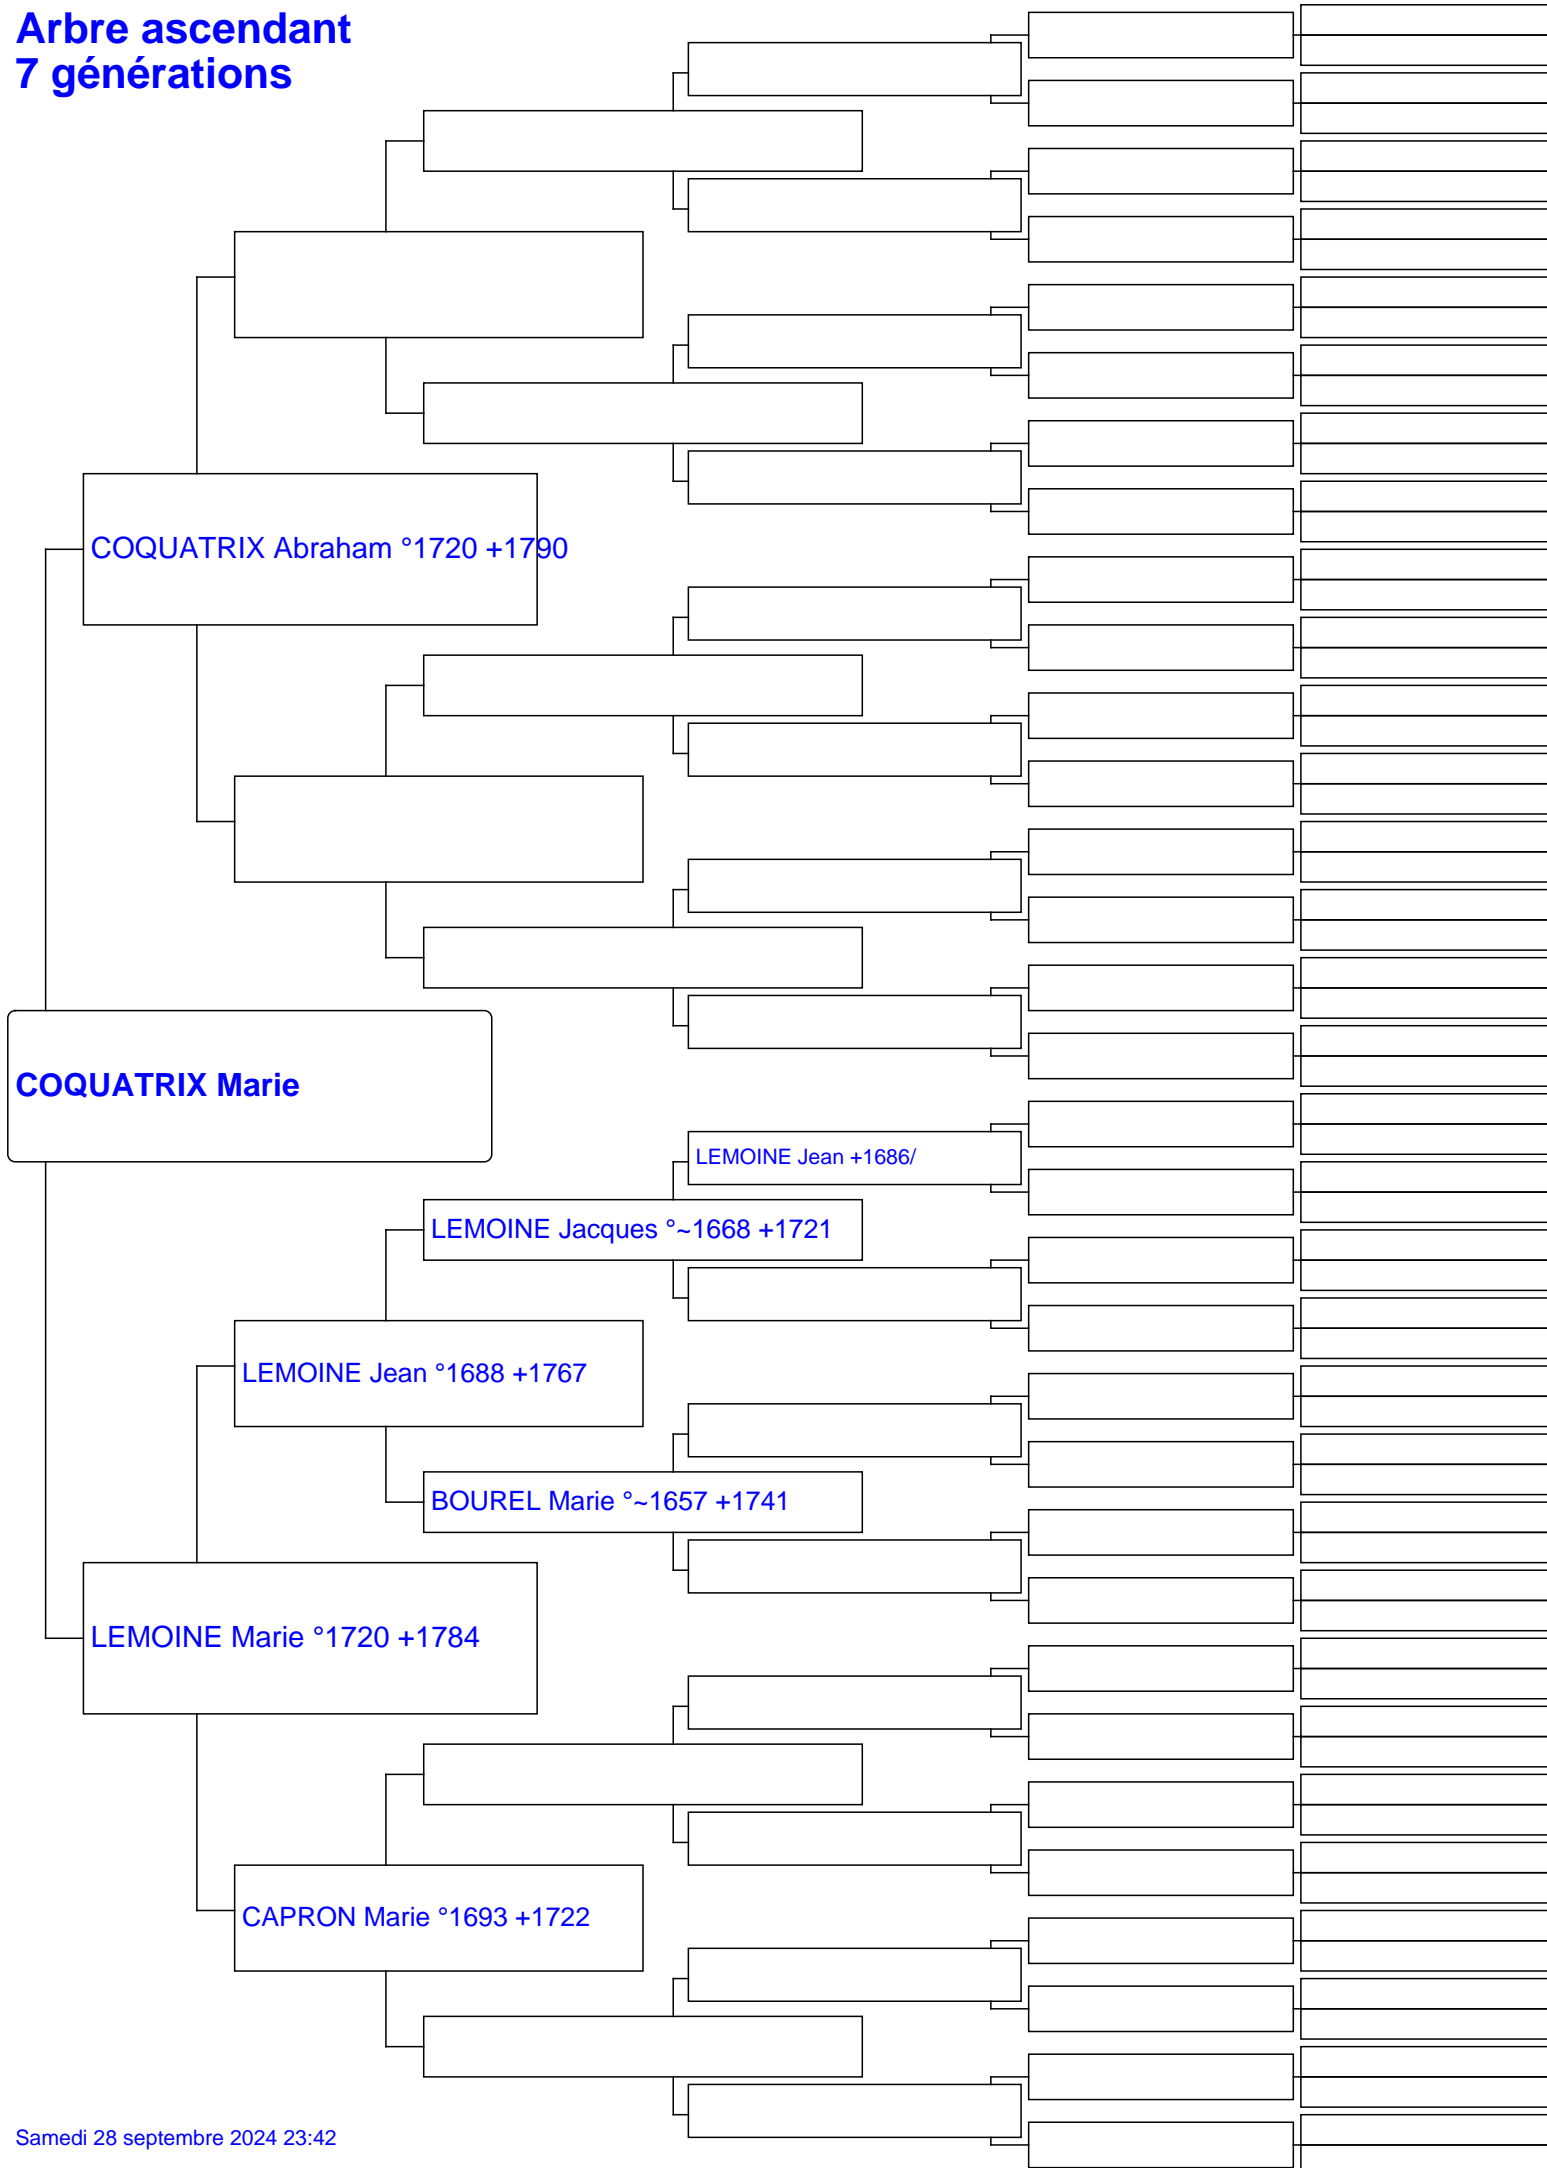 Arbre ascendant
7 générations
COQUATRIX Abraham °1720 +1790
COQUATRIX Marie
LEMOINE Jean +1686/
LEMOINE Jacques °~1668 +1721
LEMOINE Jean °1688 +1767
BOUREL Marie °~1657 +1741
LEMOINE Marie °1720 +1784
CAPRON Marie °1693 +1722
Samedi 28 septembre 2024 23:42